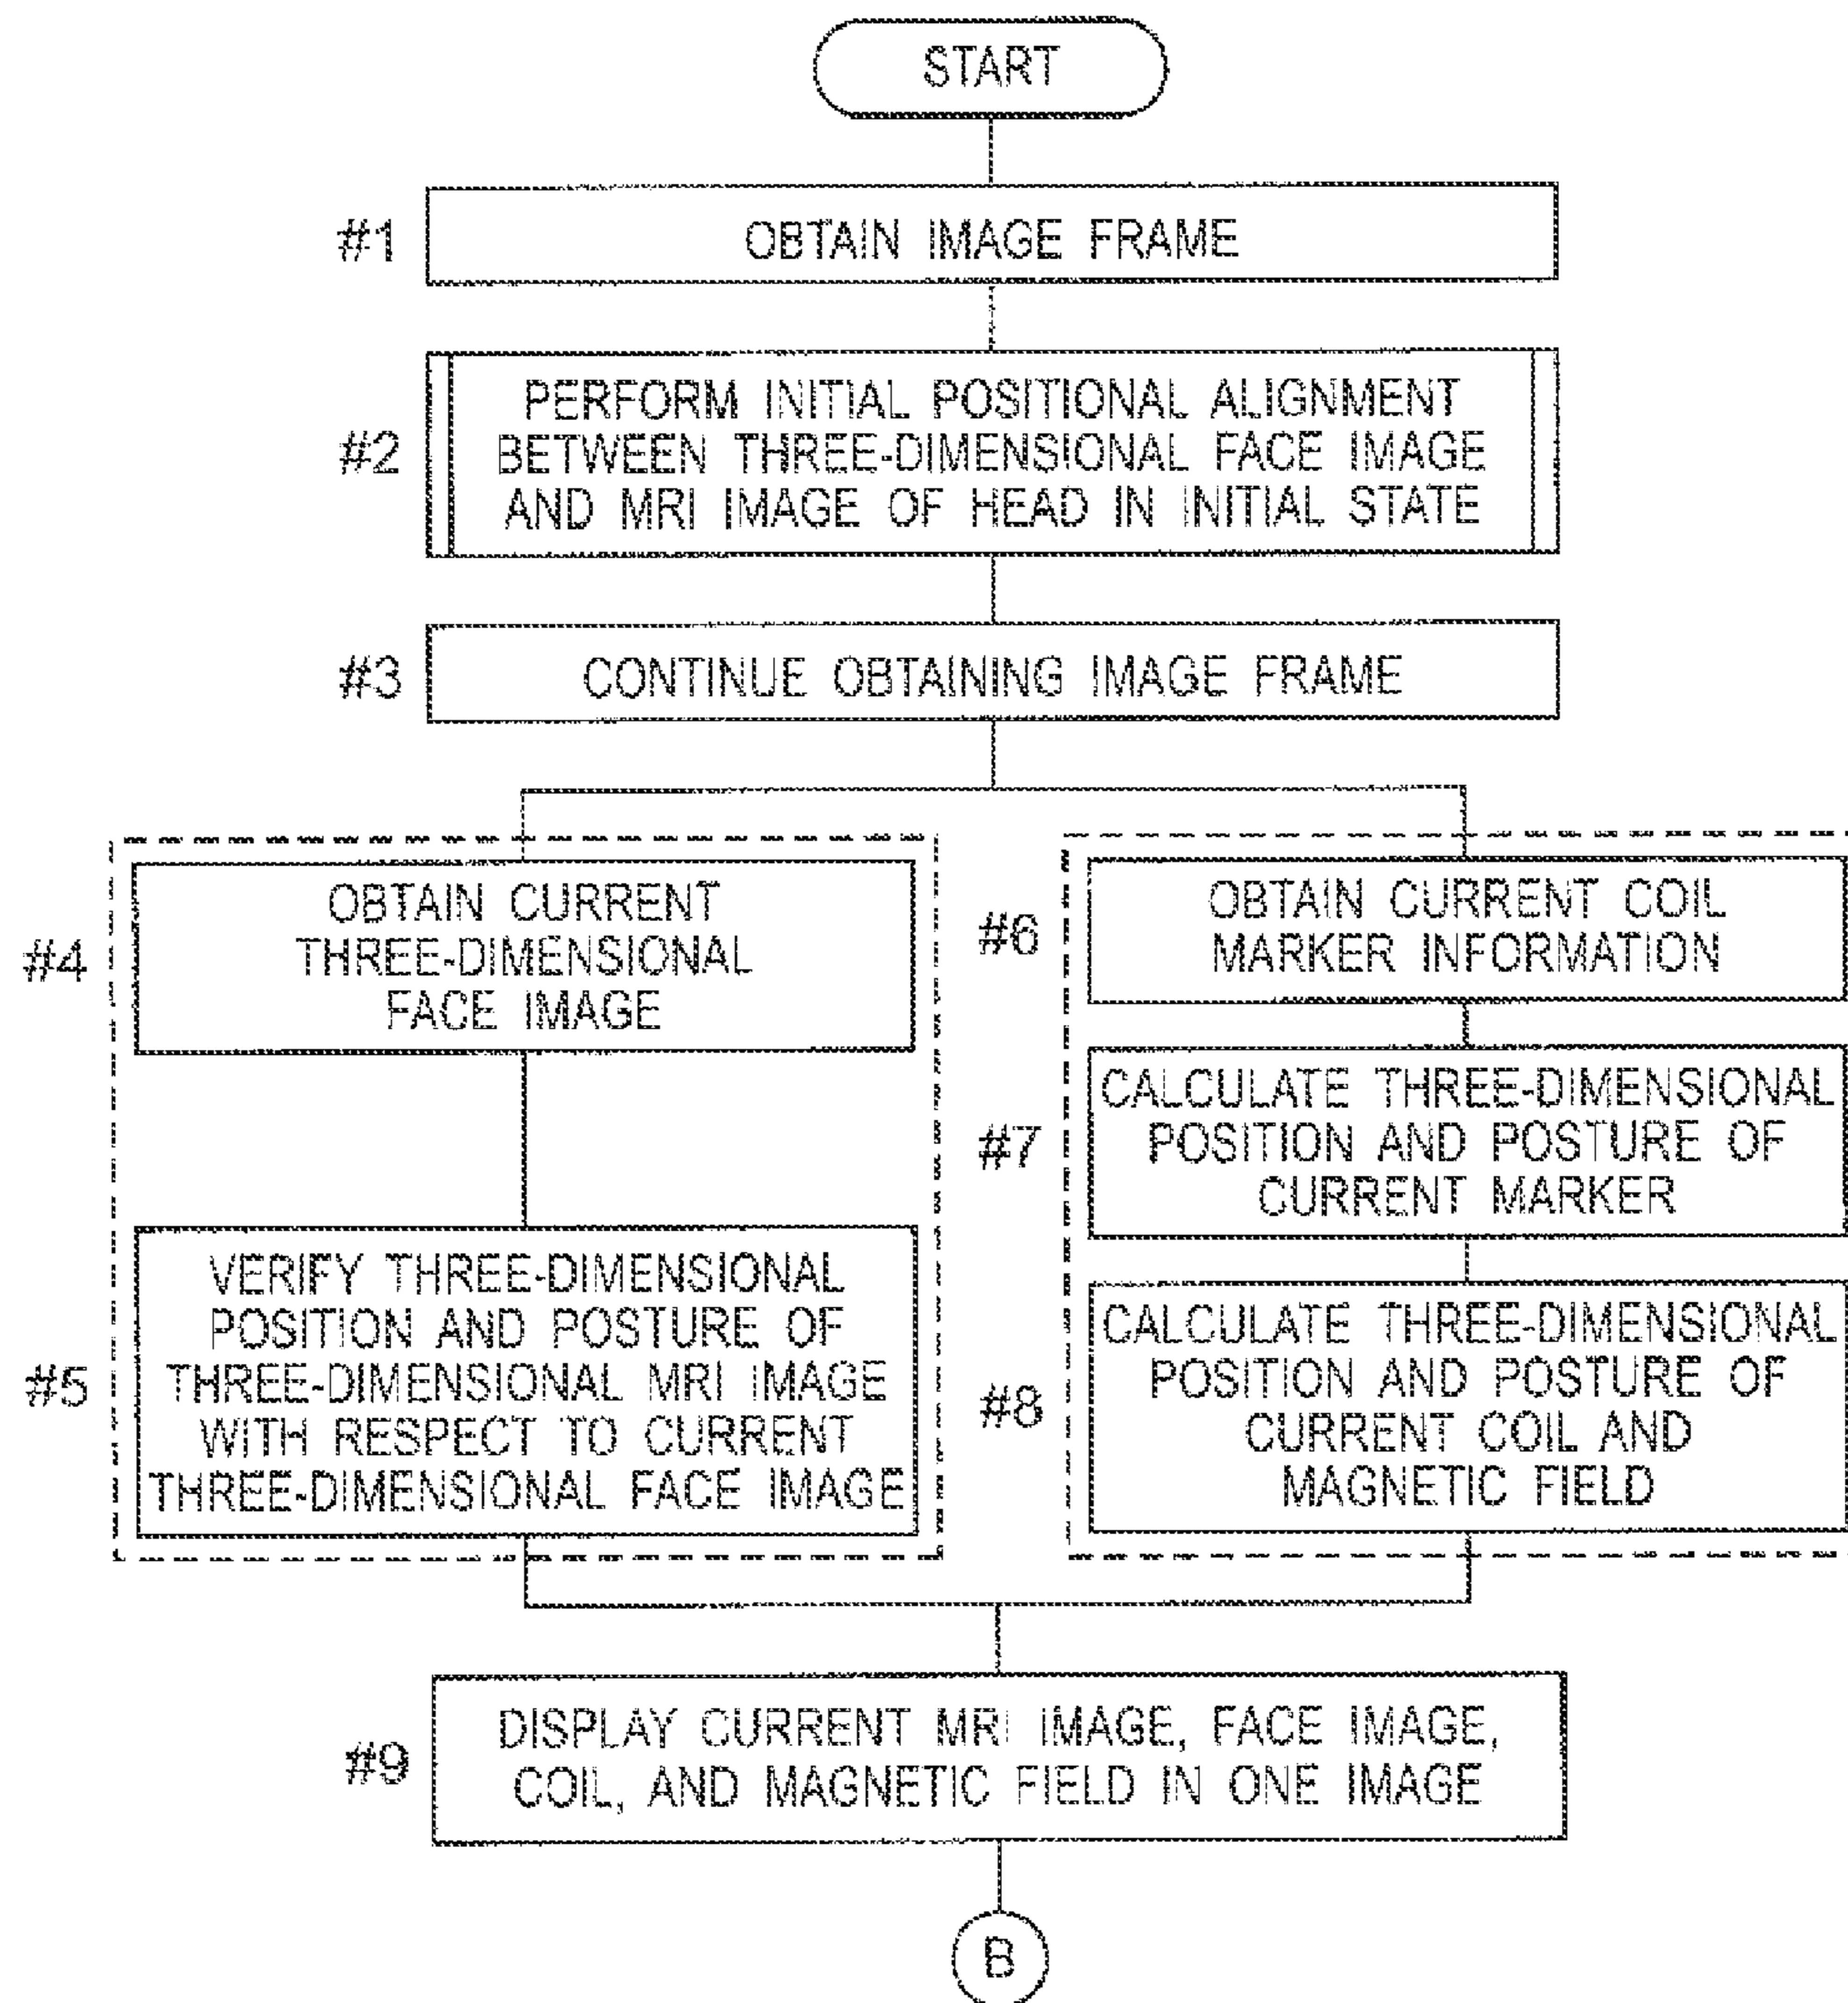 START
#1
OBTAIN IMAGE FRAME
#2
PERFORM INITIAL POSITIONAL ALIGNMENT
BETWEEN THREE-DIMENSIONAL FACE IMAGE
AND MRI IMAGE OF HEAD IN INITIAL STATE
#3
CONTINUE OBTAINING IMAGE FRAME
#4
OBTAIN CURRENT
THREE-DIMENSIONAL
FACE IMAGE
#5
VERIFY THREE-DIMENSIONAL
POSITION AND POSTURE OF
THREE-DIMENSIONAL MRI IMAGE
WITH RESPECT TO CURRENT
THREE-DIMENSIONAL FACE IMAGE
#6
OBTAIN CURRENT COIL
MARKER INFORMATION
#7
CALCULATE THREE-DIMENSIONAL
POSITION AND POSTURE OF
CURRENT MARKER
#8
CALCULATE THREE-DIMENSIONAL
POSITION AND POSTURE OF
CURRENT COIL AND
MAGNETIC FIELD
#9
DISPLAY CURRENT MRI IMAGE, FACE IMAGE,
COIL, AND MAGNETIC FIELD IN ONE IMAGE
B